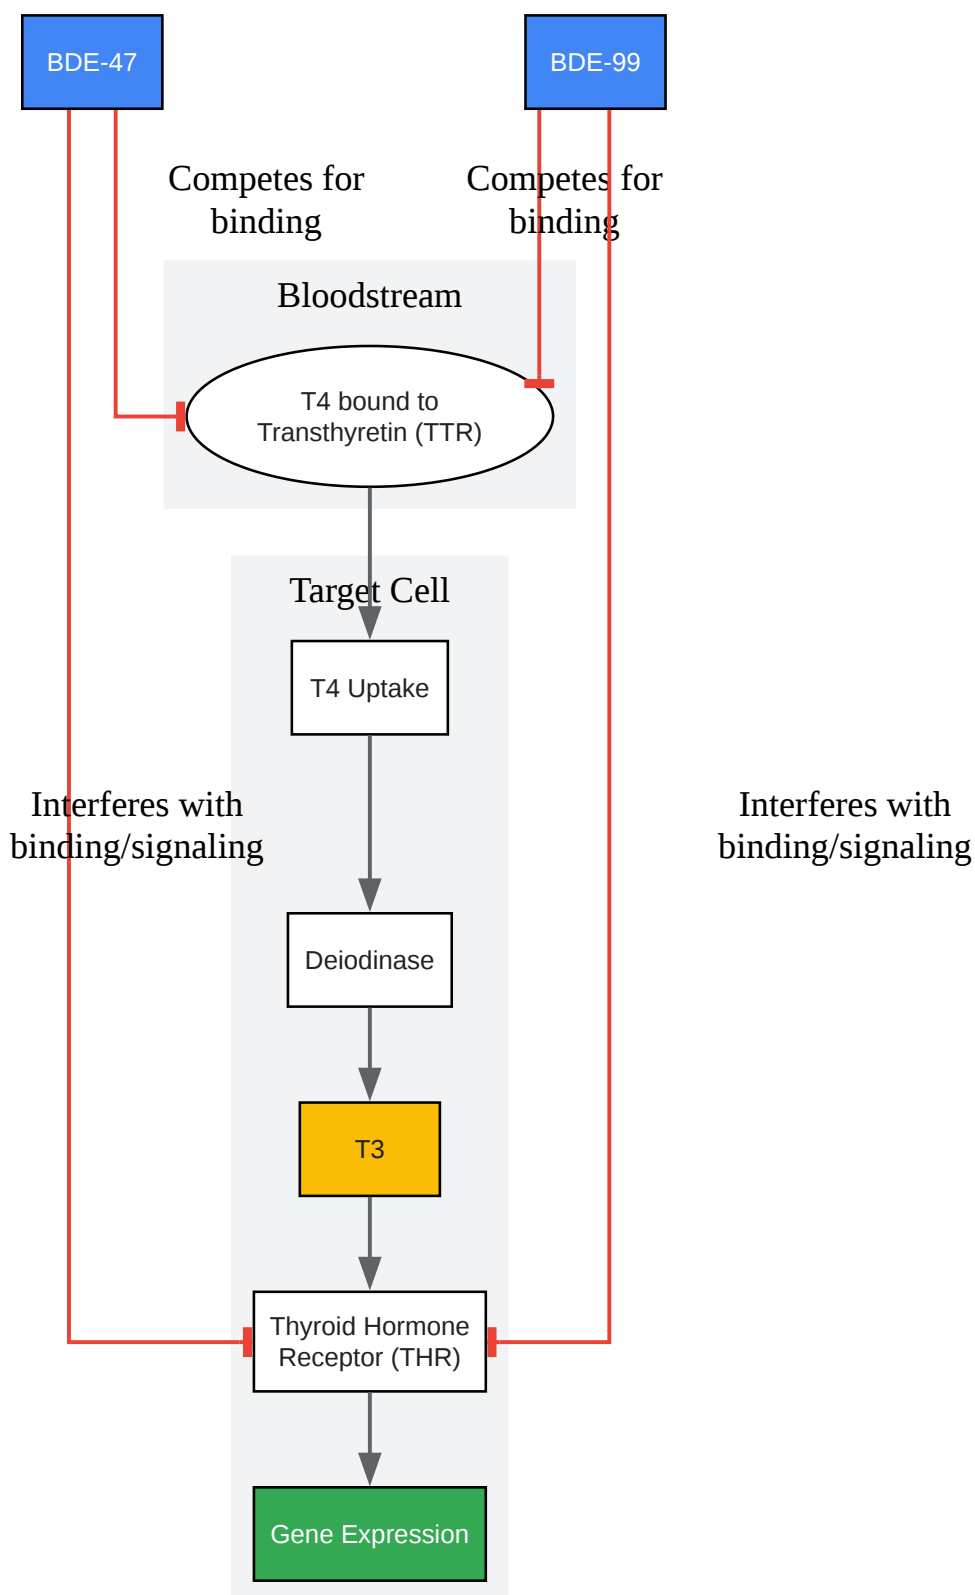 BDE-47
BDE-99
Competes for
binding
Competes for
binding
Bloodstream
T4 bound to
Transthyretin (TTR)
Target Cell
T4 Uptake
Interferes with
binding/signaling
Interferes with
binding/signaling
Deiodinase
T3
Thyroid Hormone
Receptor (THR)
Gene Expression